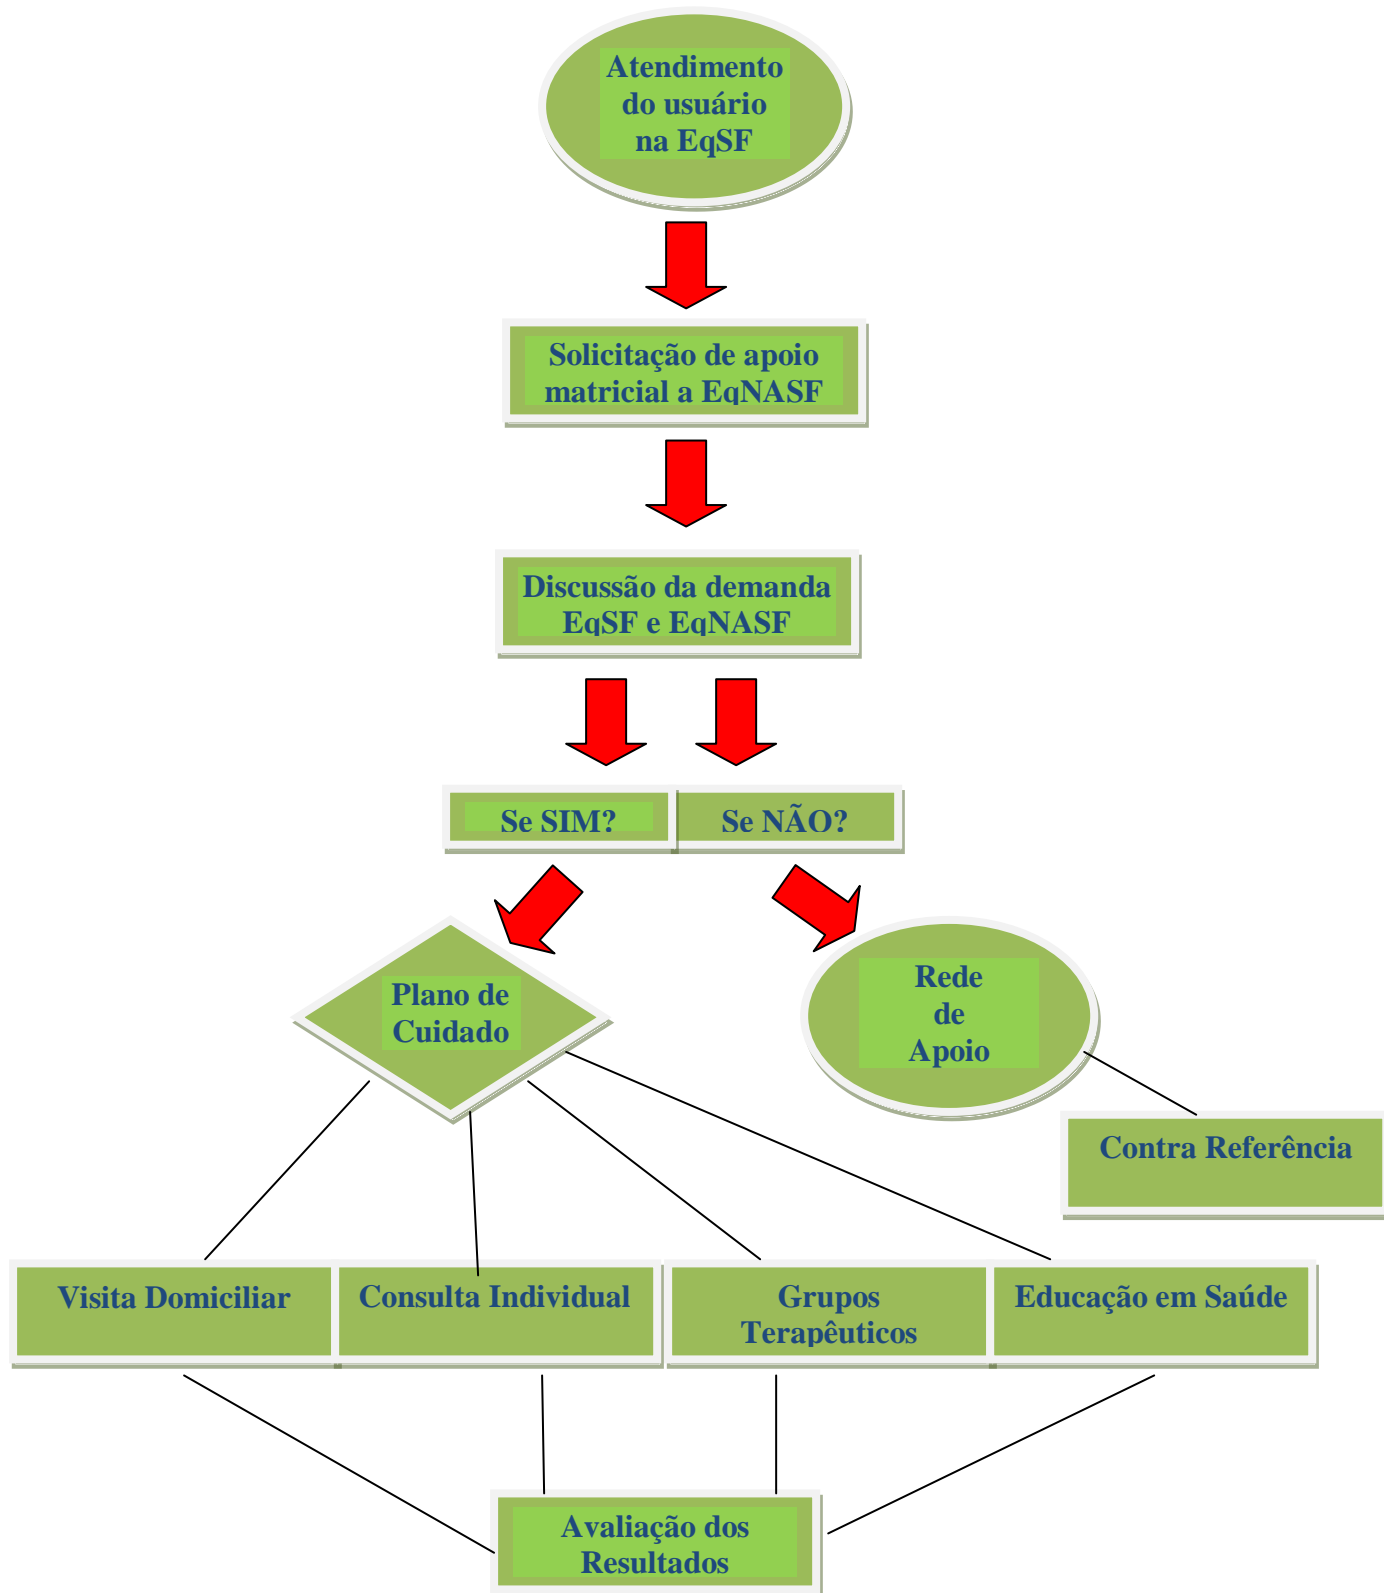 Atendimento
do usuário
na EqSF
Solicitação de apoio
matricial a EqNASF
Discussão da demanda
EqSF e EqNASF
Se SIM?
Se NÃO?
Plano de
Cuidado
Rede
de
Apoio
Contra Referência
Visita Domiciliar
Consulta Individual
Grupos
Terapêuticos
Educação em Saúde
Avaliação dos
Resultados